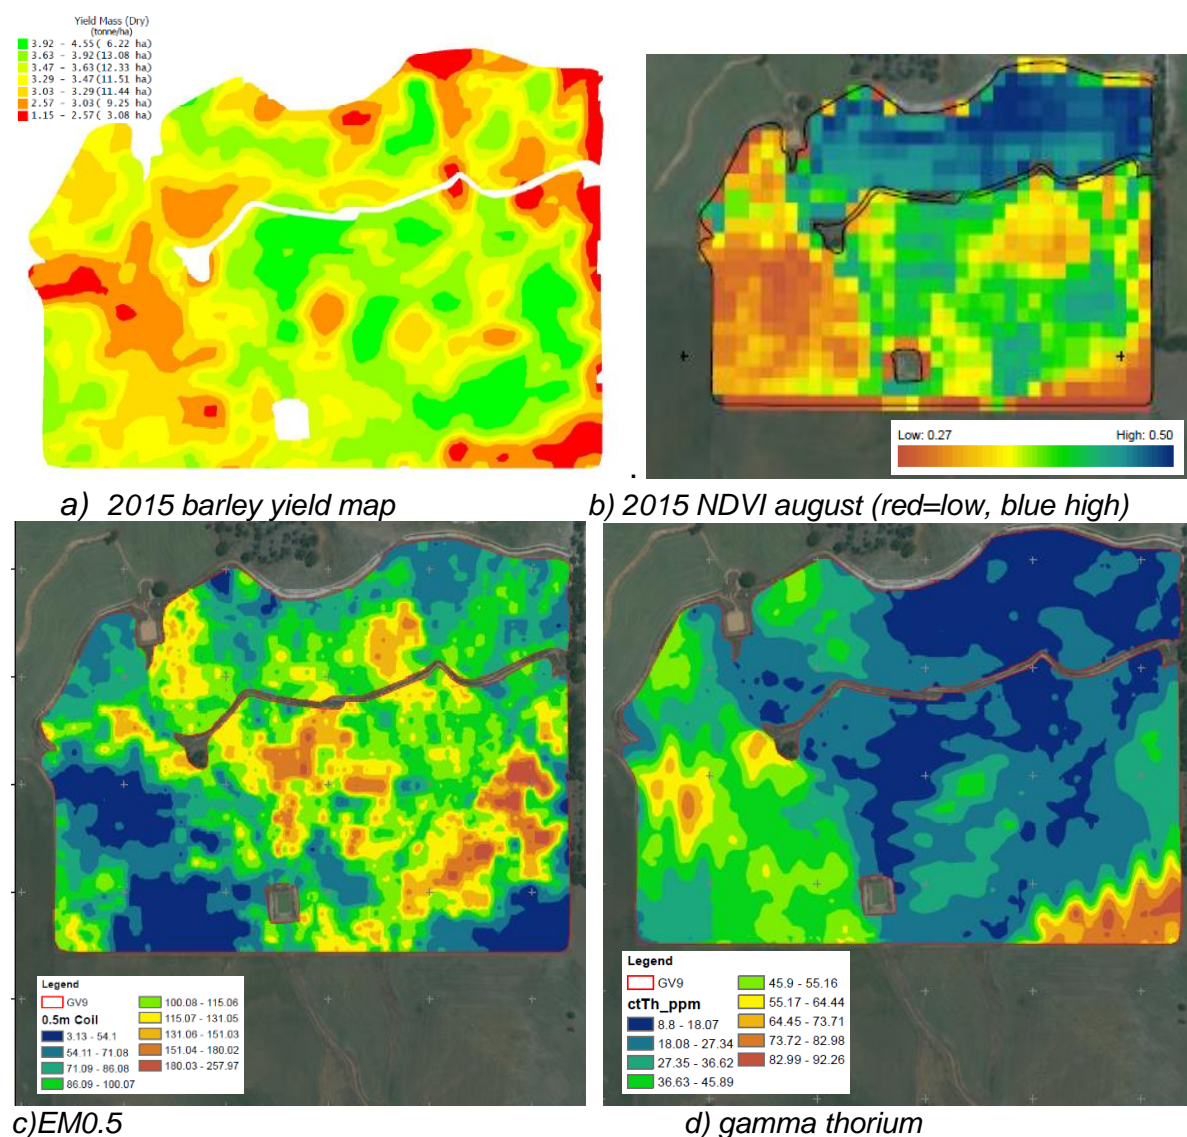 Yield Mass (Dry)
(tonne/ha)
3.92 - 4.55( 6.22 ha)
3.63 - 3.92(13.08 ha)
3.47 - 3.63(12.33 ha)
3.29 - 3.47(11.51 ha)
3.03 - 3.29(11.44 ha)
2.57 - 3.03( 9.25 ha)
1.15 - 2.57( 3.08 ha)
Low: 0.27 High: 0.50
.
a) 2015 barley yield map
b) 2015 NDVI august (red=low, blue high)
Legend
GV9
0.5m Coil
3.13 - 54.1
54.11 - 71.08
71.09 - 86.08
86.09 - 100.07
100.08 - 115.06
115.07 - 131.05
131.06 - 151.03
151.04 - 180.02
180.03 - 257.97
Legend
GV9
ctTh_ppm
8.8 - 18.07
18.08 - 27.34
27.35 - 36.62
36.63 - 45.89
45.9 - 55.16
55.17 - 64.44
64.45 - 73.71
73.72 - 82.98
82.99 - 92.26
c)EM0.5
d) gamma thorium